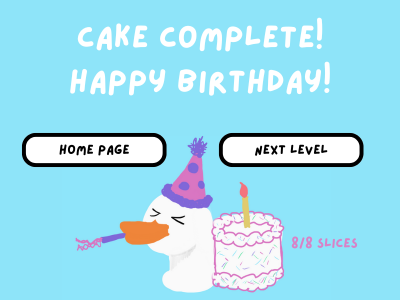 CAKE COMPLETE!
HAPPY BIRTHDAY!
HOME PAGE
NEXT LEVEL
8/8 SLICES